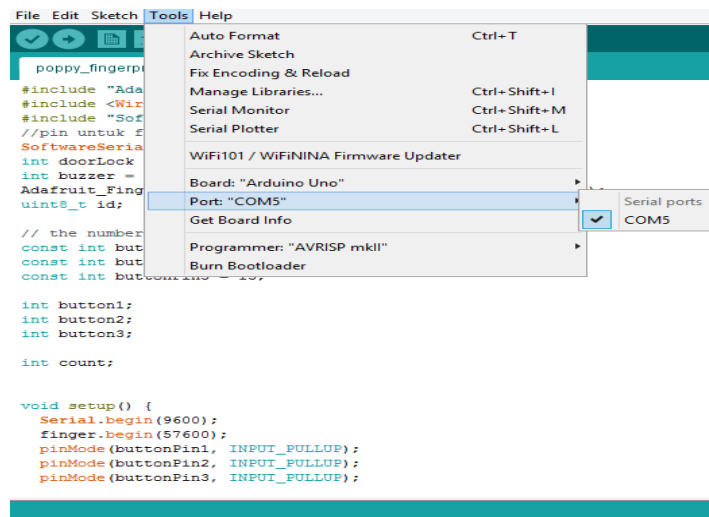 File Edit Sketch Tools Help
Auto Format Ctrl+T
Archive Sketch
Fix Encoding & Reload
Manage Libraries... Ctrl+Shift+I
Serial Monitor Ctrl+Shift+M
Serial Plotter Ctrl+Shift+L
WiFi101 / WiFiNINA Firmware Updater
Board: "Arduino Uno"
Port: "COM5"
Get Board Info
Programmer: "AVRISP mkII"
Burn Bootloader
Serial ports
COM5
poppy_fingerpr
#include "Ada
#include <Wir
#include "Sof
//pin untuk f
SoftwareSeria
int doorLock
int buzzer =
Adafruit_Fing
uint8_t id;
// the number
const int but
const int but
const int
int button1;
int button2;
int button3;
int count;
void setup() {
Serial.begin(9600);
finger.begin(57600);
pinMode(buttonPin1, INPUT_PULLUP);
pinMode(buttonPin2, INPUT_PULLUP);
pinMode(buttonPin3, INPUT_PULLUP);